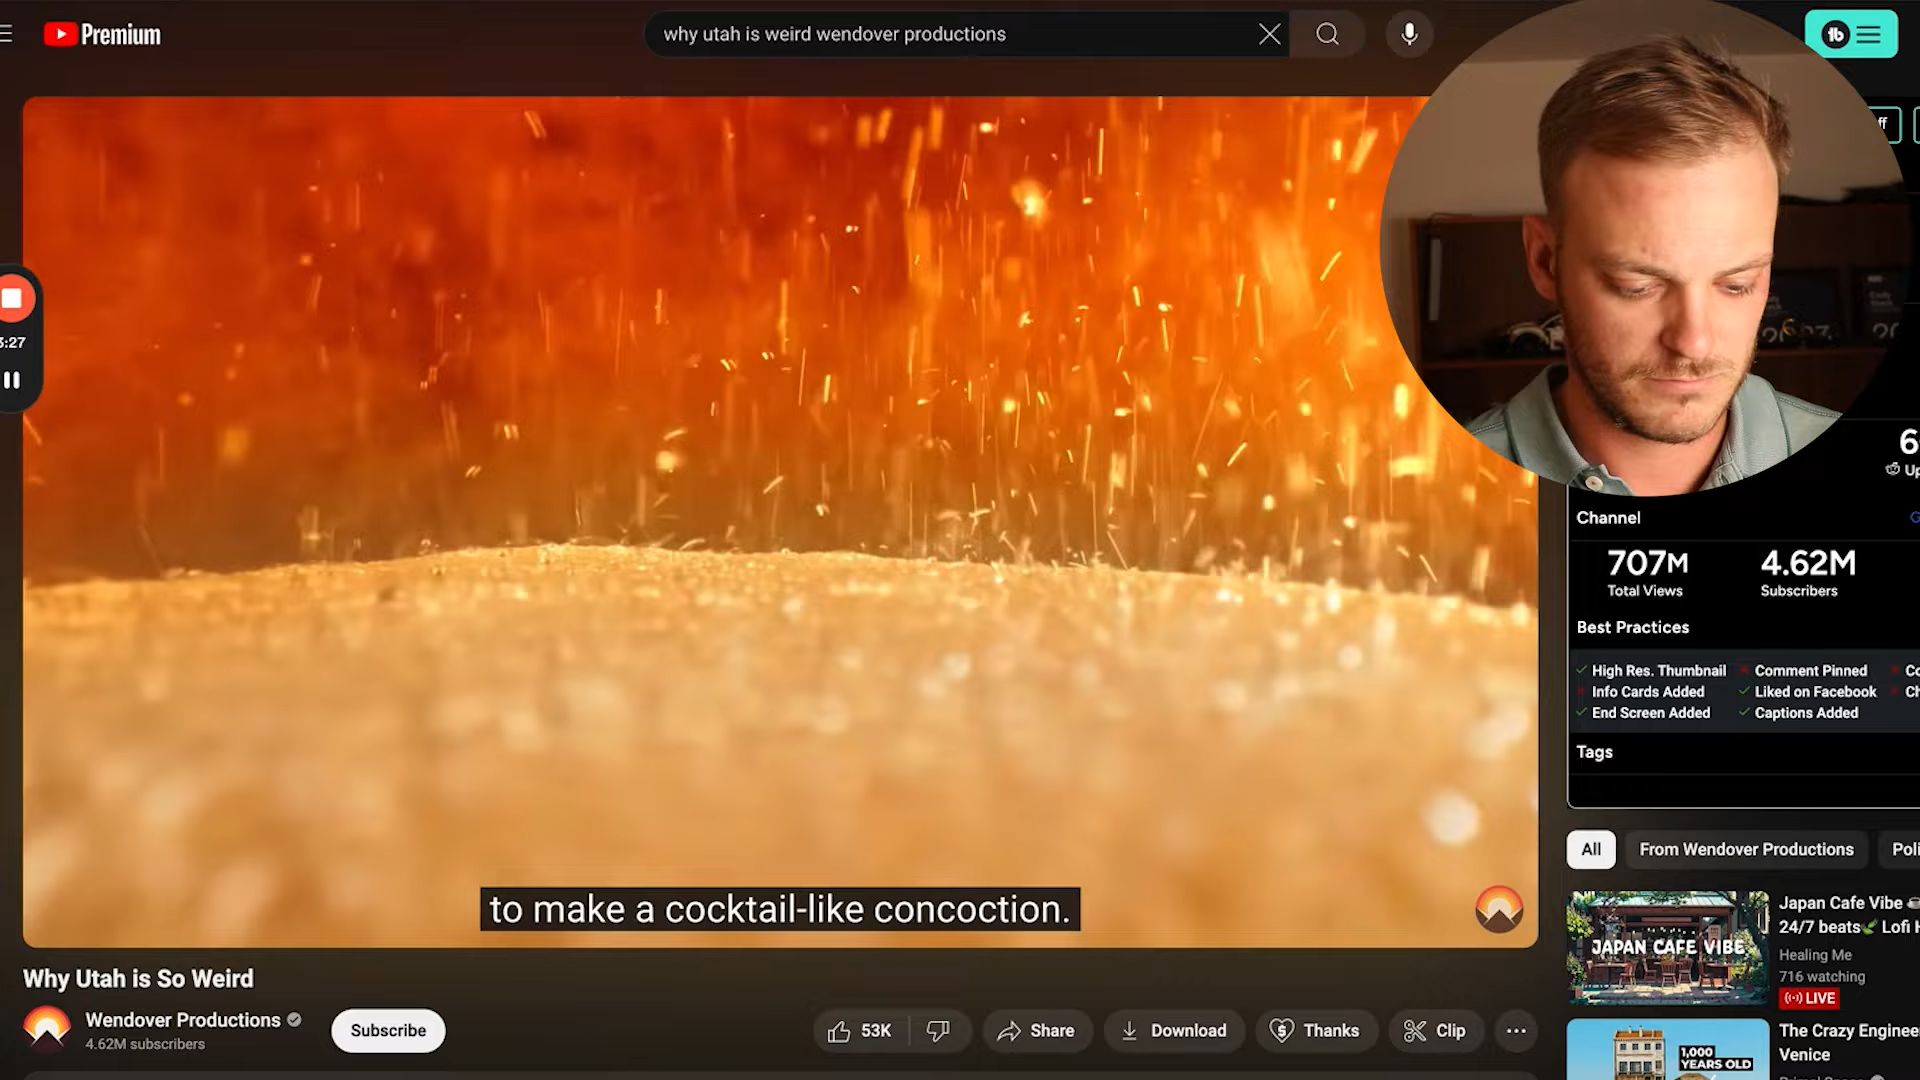 Premium
why utah is weird wendover productions
tb
ff
3:27
to make a cocktail-like concoction.
Channel
707M
4.62M
Total Views
Subscribers
Best Practices
High Res. Thumbnail
Comment Pinned
Info Cards Added
Liked on Facebook
End Screen Added
Captions Added
Tags
All
From Wendover Productions
Japan Cafe Vibe
24/7 beats
Lofi
Healing Me
716 watching
LIVE
JAPAN CAFE VIBE
Why Utah is So Weird
Wendover Productions
4.62M subscribers
Subscribe
53K
Share
Download
Thanks
Clip
The Crazy Enginee
Venice
1,000
YEARS OLD